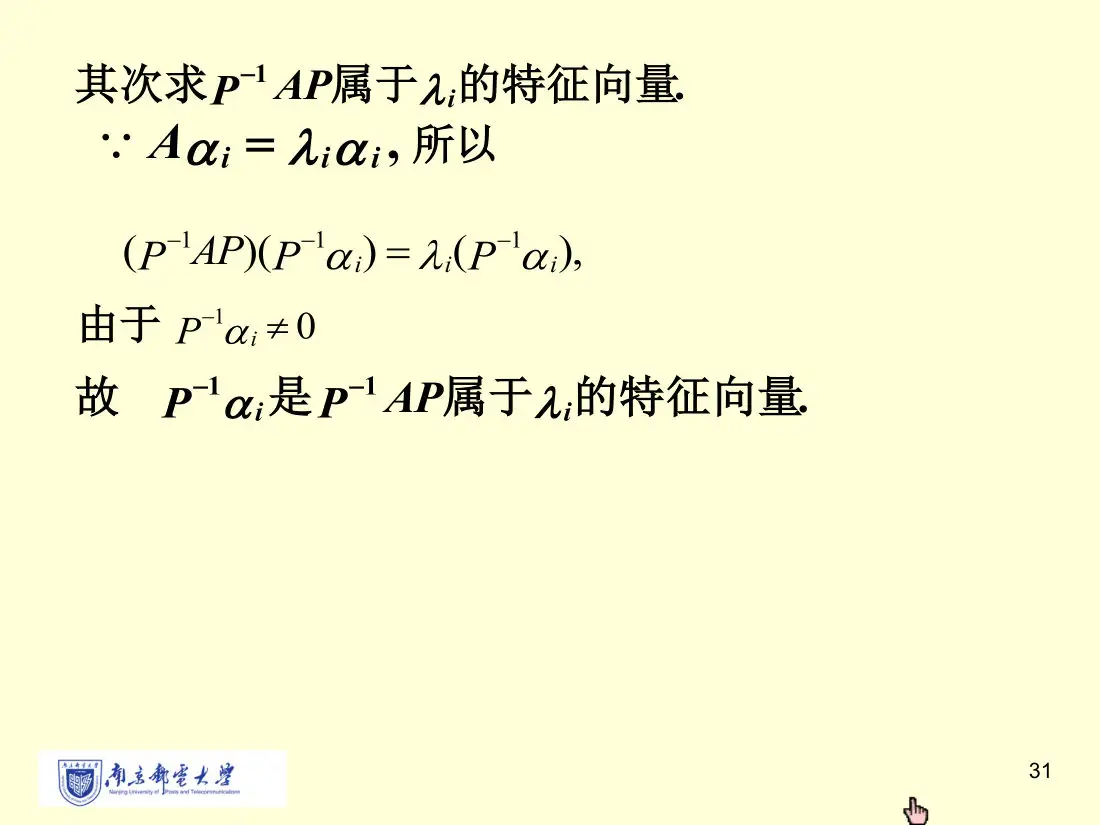 其次求P⁻¹AP属于λᵢ的特征向量.
∵ Aαᵢ = λᵢαᵢ, 所以
(P⁻¹AP)(P⁻¹αᵢ) = λᵢ(P⁻¹αᵢ),
由于 P⁻¹αᵢ ≠ 0
故 P⁻¹αᵢ是P⁻¹AP属于λᵢ的特征向量.
南京邮电大学
Nanjing University of Posts and Telecommunications
31